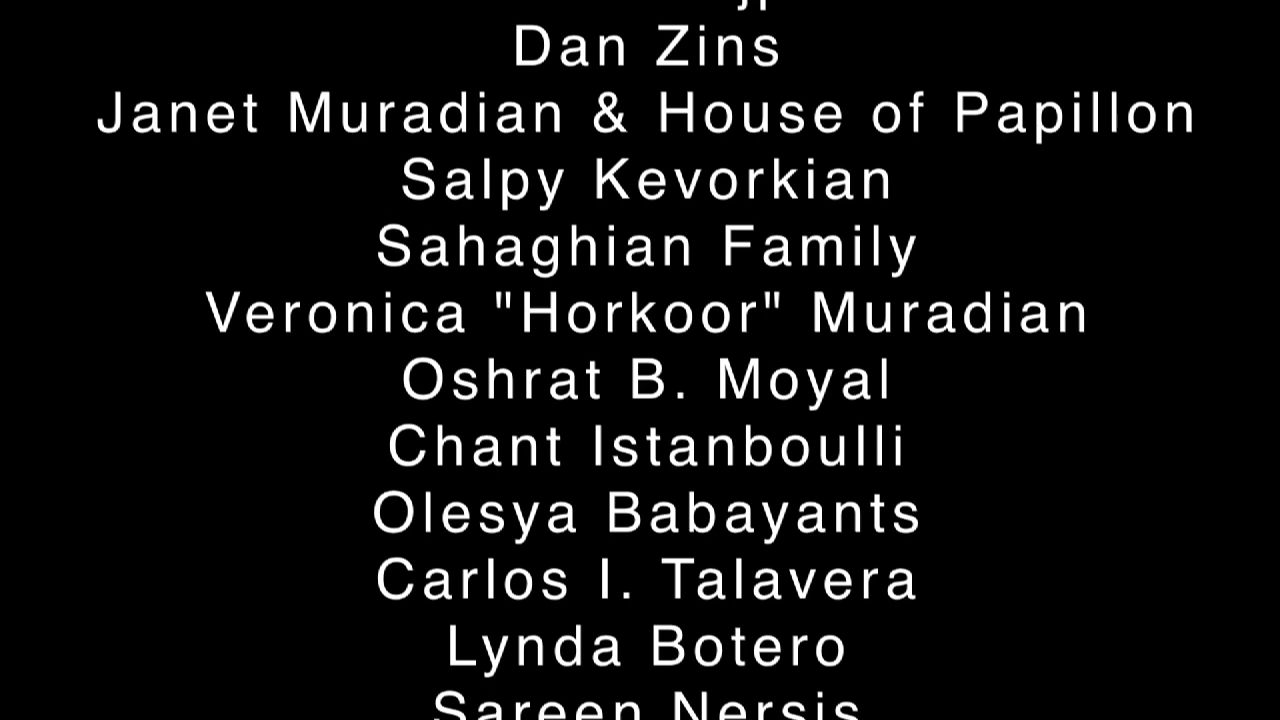 Dan Zins
Janet Muradian & House of Papillon
Salpy Kevorkian
Sahaghian Family
Veronica "Horkoor" Muradian
Oshrat B. Moyal
Chant Istanboulli
Olesya Babayants
Carlos I. Talavera
Lynda Botero
Sareen Nersis